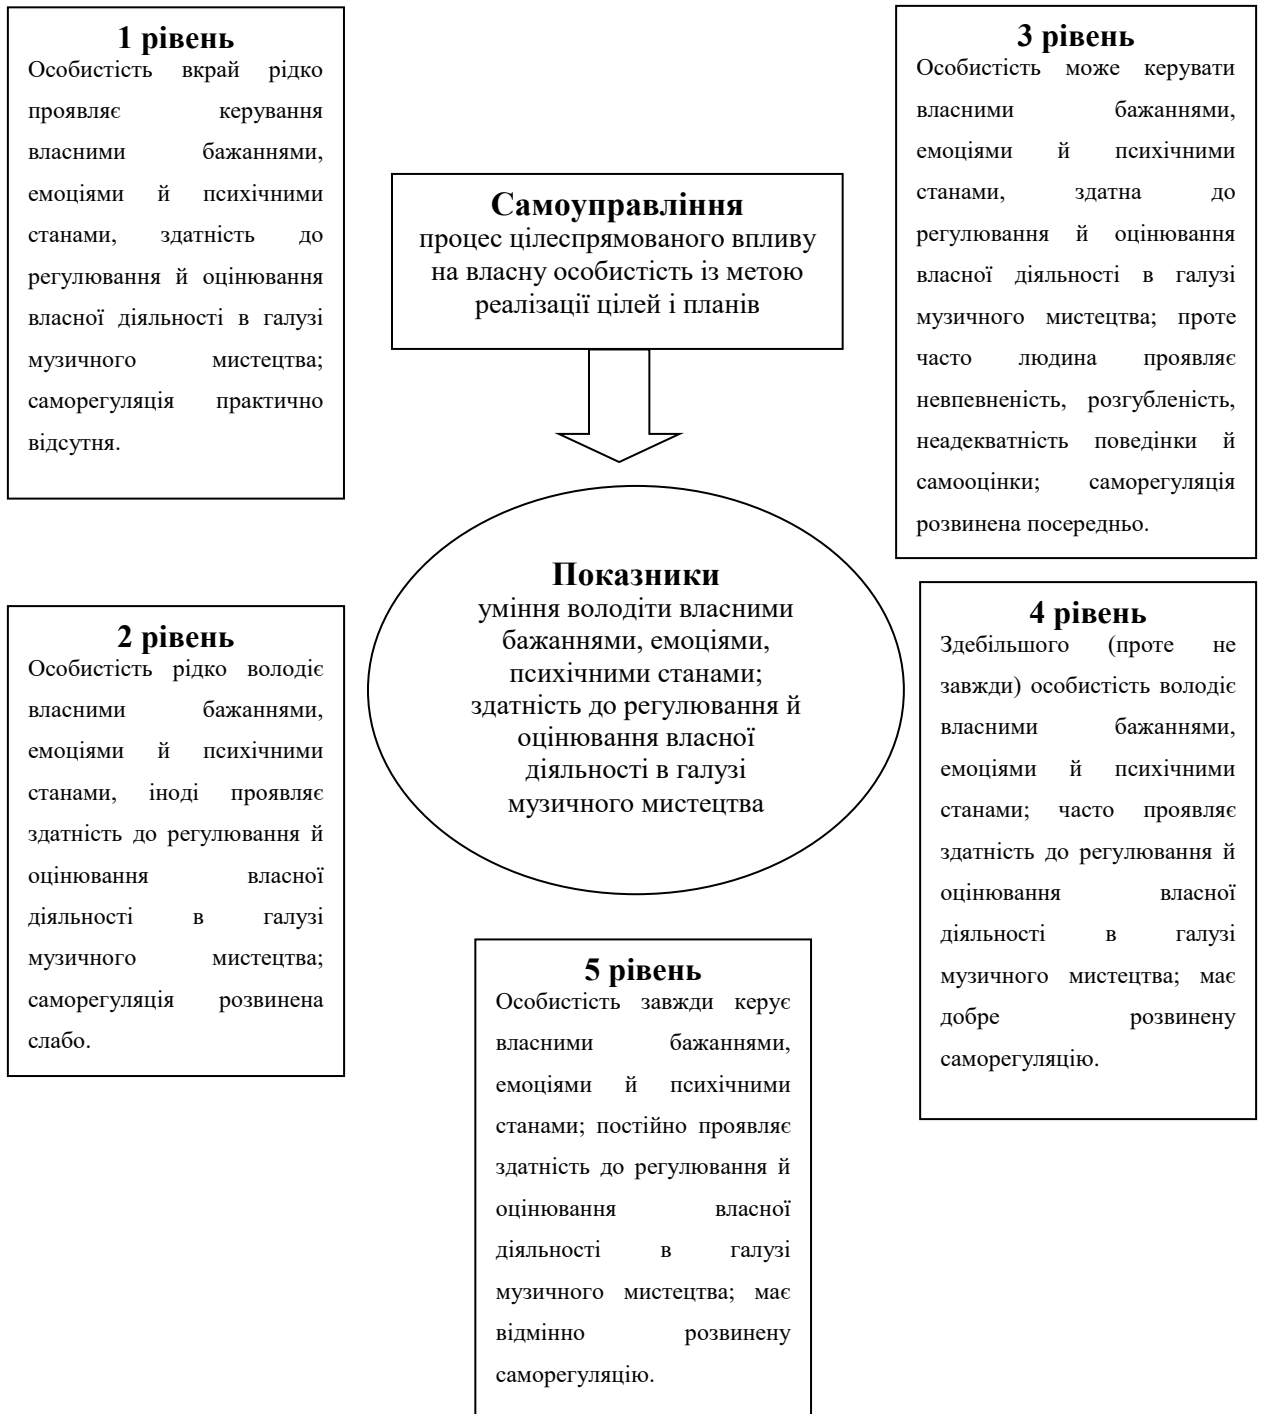 1 рівень
Особистість вкрай рідко
проявляє керування
власними бажаннями,
емоціями й психічними
станами, здатність до
регулювання й оцінювання
власної діяльності в галузі
музичного мистецтва;
саморегуляція практично
відсутня.
2 рівень
Особистість рідко володіє
власними бажаннями,
емоціями й психічними
станами, іноді проявляє
здатність до регулювання й
оцінювання власної
діяльності в галузі
музичного мистецтва;
саморегуляція розвинена
слабо.
Самоуправління
процес цілеспрямованого впливу
на власну особистість із метою
реалізації цілей і планів
Показники
уміння володіти власними
бажаннями, емоціями,
психічними станами;
здатність до регулювання й
оцінювання власної
діяльності в галузі
музичного мистецтва
3 рівень
Особистість може керувати
власними бажаннями,
емоціями й психічними
станами, здатна до
регулювання й оцінювання
власної діяльності в галузі
музичного мистецтва; проте
часто людина проявляє
невпевненість, розгубленість,
неадекватність поведінки й
самооцінки; саморегуляція
розвинена посередньо.
4 рівень
Здебільшого (проте не
завжди) особистість володіє
власними бажаннями,
емоціями й психічними
станами; часто проявляє
здатність до регулювання й
оцінювання власної
діяльності в галузі
музичного мистецтва; має
добре розвинену
саморегуляцію.
5 рівень
Особистість завжди керує
власними бажаннями,
емоціями й психічними
станами; постійно проявляє
здатність до регулювання й
оцінювання власної
діяльності в галузі
музичного мистецтва; має
відмінно розвинену
саморегуляцію.